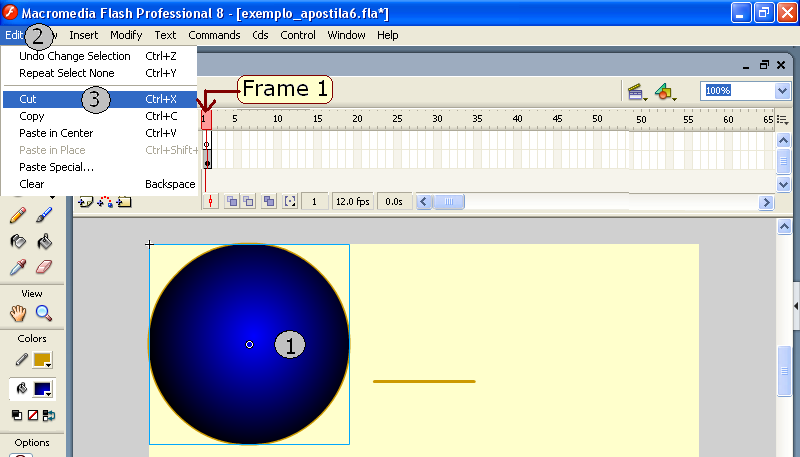 Macromedia Flash Professional 8 - [exemplo_apostila6.fla*]
Edit 2 Insert Modify Text Commands Cds Control Window Help
Undo Change Selection Ctrl+Z
Repeat Select None Ctrl+Y
Cut 3 Ctrl+X
Copy Ctrl+C
Paste in Center Ctrl+V
Paste in Place Ctrl+Shift+
Paste Special...
Clear Backspace
Frame 1
100%
1 5 10 15 20 25 30 35 40 45 50 55 60 65
1 12.0 fps 0.0s
View
Colors
Options
1